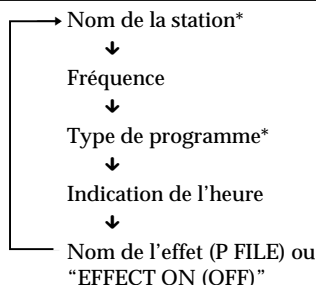 Nom de la station*
Fréquence
Type de programme*
Indication de l'heure
Nom de l'effet (P FILE) ou
“EFFECT ON (OFF)”